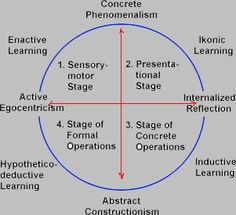 Concrete
Phenomenalism
Enactive
Learning
Ikonic
Learning
1. Sensory-
motor
Stage
2. Presenta-
tional
Stage
Active
Egocentricism
Internalized
Reflection
4. Stage of
Formal
Operations
3. Stage of
Concrete
Operations
Hypothetico-
deductive
Learning
Inductive
Learning
Abstract
Constructionism